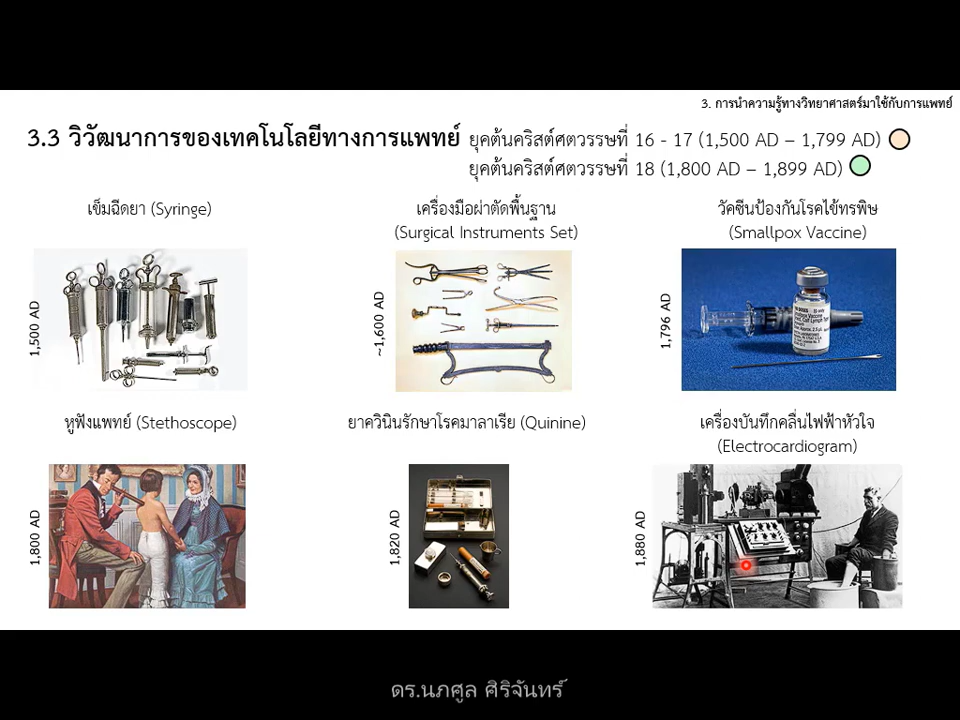 3. การนำความรู้ทางวิทยาศาสตร์มาใช้กับการแพทย์
3.3 วิวัฒนาการของเทคโนโลยีทางการแพทย์ ยุคต้นคริสต์ศตวรรษที่ 16 - 17 (1,500 AD – 1,799 AD)
ยุคต้นคริสต์ศตวรรษที่ 18 (1,800 AD – 1,899 AD)
เข็มฉีดยา (Syringe)
1,500 AD
เครื่องมือผ่าตัดพื้นฐาน
(Surgical Instruments Set)
~1,600 AD
วัคซีนป้องกันโรคไข้ทรพิษ
(Smallpox Vaccine)
1,796 AD
หูฟังแพทย์ (Stethoscope)
1,800 AD
ยาควินินรักษาโรคมาลาเรีย (Quinine)
1,820 AD
เครื่องบันทึกคลื่นไฟฟ้าหัวใจ
(Electrocardiogram)
1,880 AD
ดร.นภศูล ศิริจันทร์